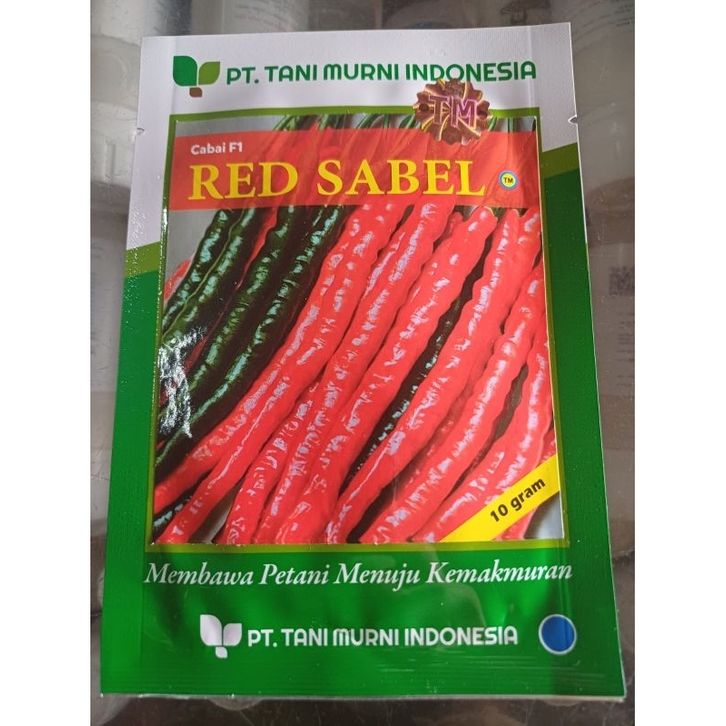 PT. TANI MURNI INDONESIA
TM
Cabai F1
RED SABEL
TM
10 gram
Membawa Petani Menuju Kemakmuran
PT. TANI MURNI INDONESIA